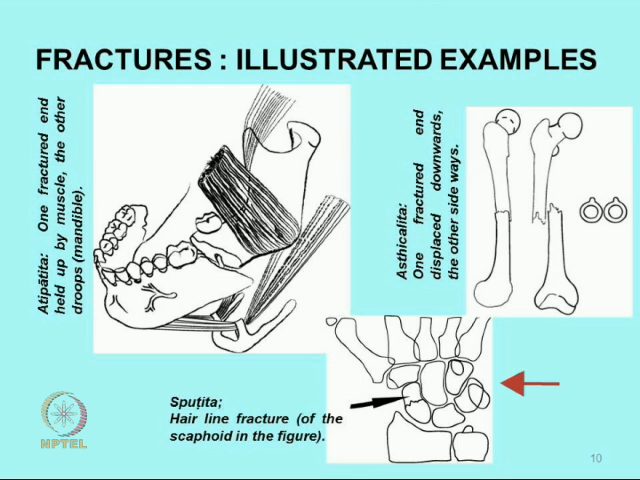 FRACTURES : ILLUSTRATED EXAMPLES
Atipātita: One fractured end
held up by muscle, the other
droops (mandible).
Asthicalita:
One fractured end
displaced downwards,
the other side ways.
Spuṭita;
Hair line fracture (of the
scaphoid in the figure).
NPTEL
10